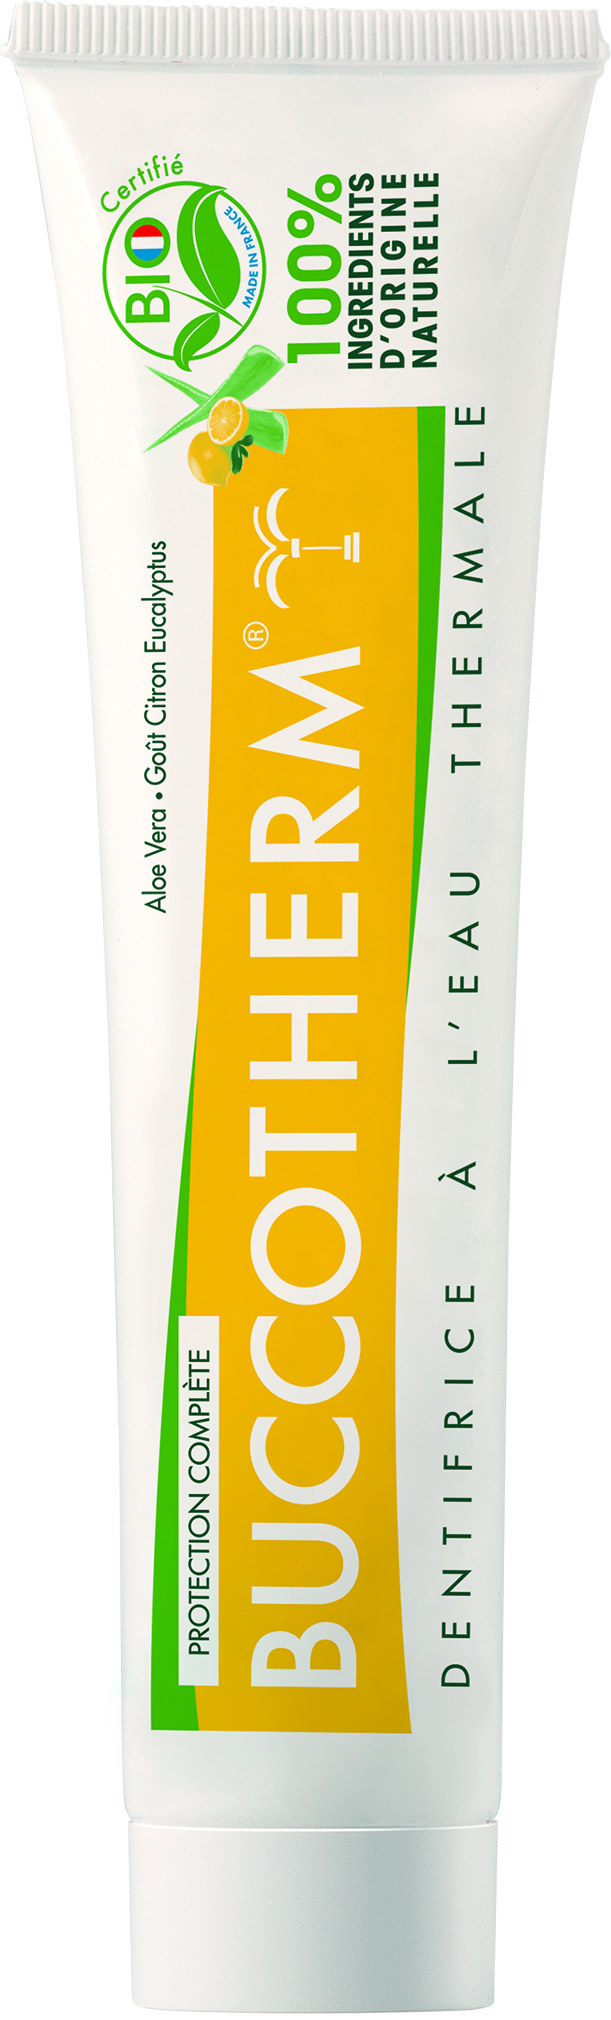 Aloe Vera • Goût Citron Eucalyptus
Certifié
BIO
MADE IN FRANCE
100%
INGREDIENTS
D'ORIGINE
NATURELLE
PROTECTION COMPLÈTE
BUCCOTHERM®
DENTIFRICE À L'EAU THERMALE